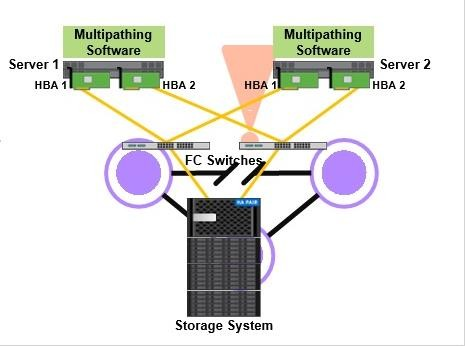 Multipathing
Software
Multipathing
Software
Server 1
Server 2
HBA 1
HBA 2
HBA 1
HBA 2
FC Switches
HA PAIR
Storage System